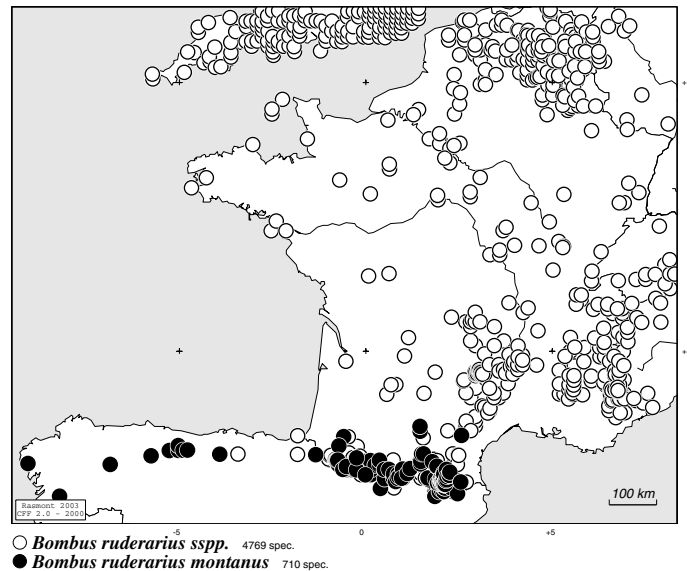 Rasmont 2003
CFF 2.0 - 2000
100 km
-5 0 +5
Bombus ruderarius sspp. 4769 spec.
Bombus ruderarius montanus 710 spec.